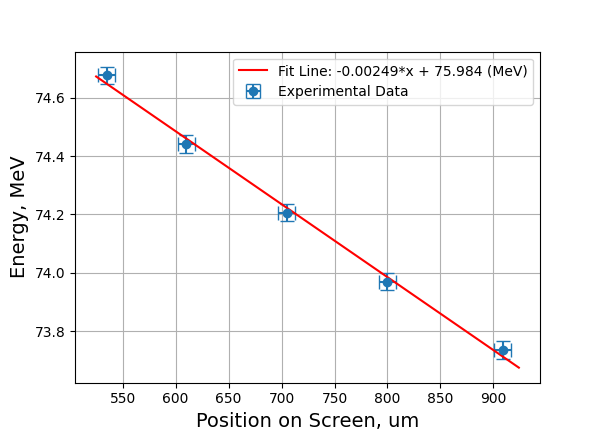 Fit Line: -0.00249*x + 75.984 (MeV)
Experimental Data
Energy, MeV
74.6
74.4
74.2
74.0
73.8
550 600 650 700 750 800 850 900
Position on Screen, um